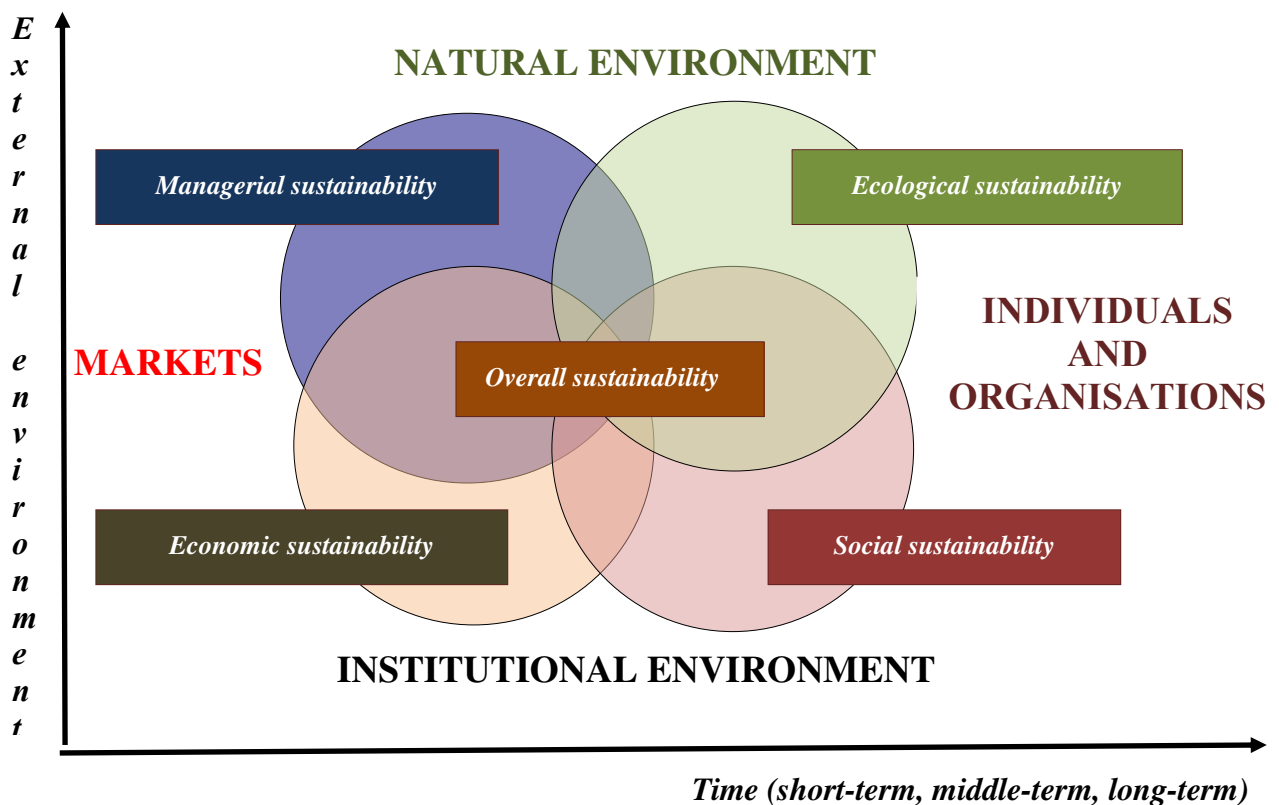 External environment
NATURAL ENVIRONMENT
Managerial sustainability
Ecological sustainability
MARKETS
Overall sustainability
INDIVIDUALS
AND
ORGANISATIONS
Economic sustainability
Social sustainability
INSTITUTIONAL ENVIRONMENT
Time (short-term, middle-term, long-term)